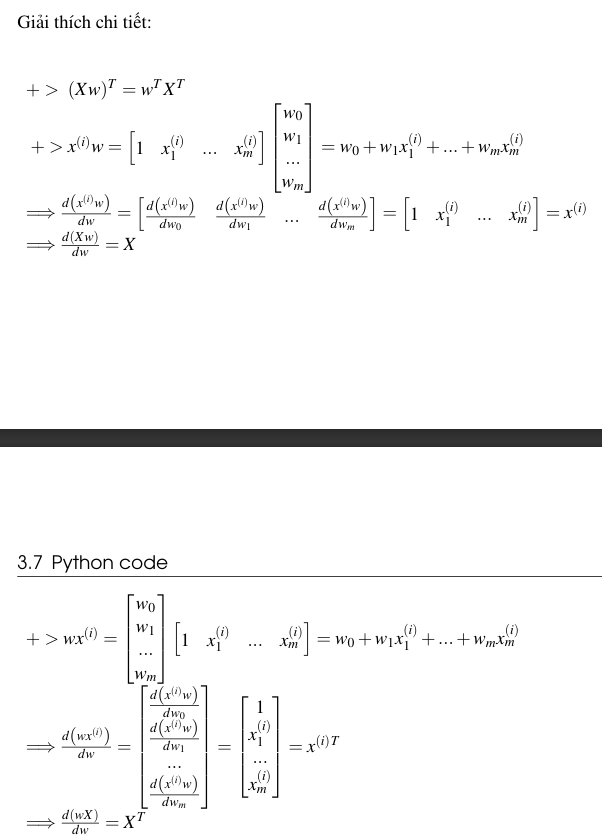 Giải thích chi tiết:
+ > (Xw)^T = w^T X^T
+ > x^{(i)}w = [1 x_1^{(i)} ... x_m^{(i)}] [w_0 w_1 ... w_m] = w_0 + w_1x_1^{(i)} + ... + w_mx_m^{(i)}
⟹ d(x^{(i)}w)/dw = [d(x^{(i)}w)/dw_0 d(x^{(i)}w)/dw_1 ... d(x^{(i)}w)/dw_m] = [1 x_1^{(i)} ... x_m^{(i)}] = x^{(i)}
⟹ d(Xw)/dw = X
3.7 Python code
+ > wx^{(i)} = [w_0 w_1 ... w_m] [1 x_1^{(i)} ... x_m^{(i)}] = w_0 + w_1x_1^{(i)} + ... + w_mx_m^{(i)}
⟹ d(wx^{(i)})/dw = [d(x^{(i)}w)/dw_0 d(x^{(i)}w)/dw_1 ... d(x^{(i)}w)/dw_m] = [1 x_1^{(i)} ... x_m^{(i)}] = x^{(i)T}
⟹ d(wX)/dw = X^T